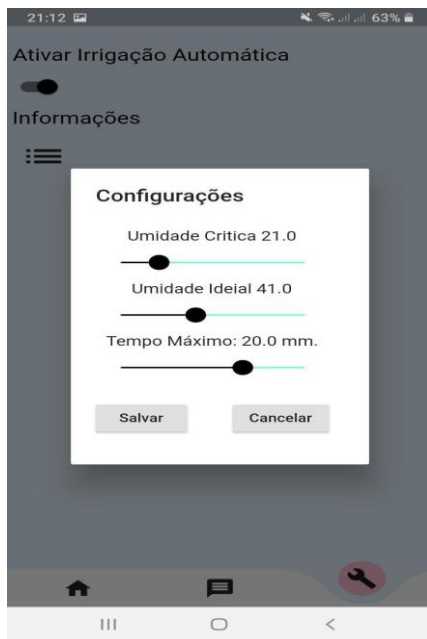 21:12 63%
Ativar Irrigação Automática
Informações
Configurações
Umidade Critica 21.0
Umidade Ideial 41.0
Tempo Máximo: 20.0 mm.
Salvar Cancelar